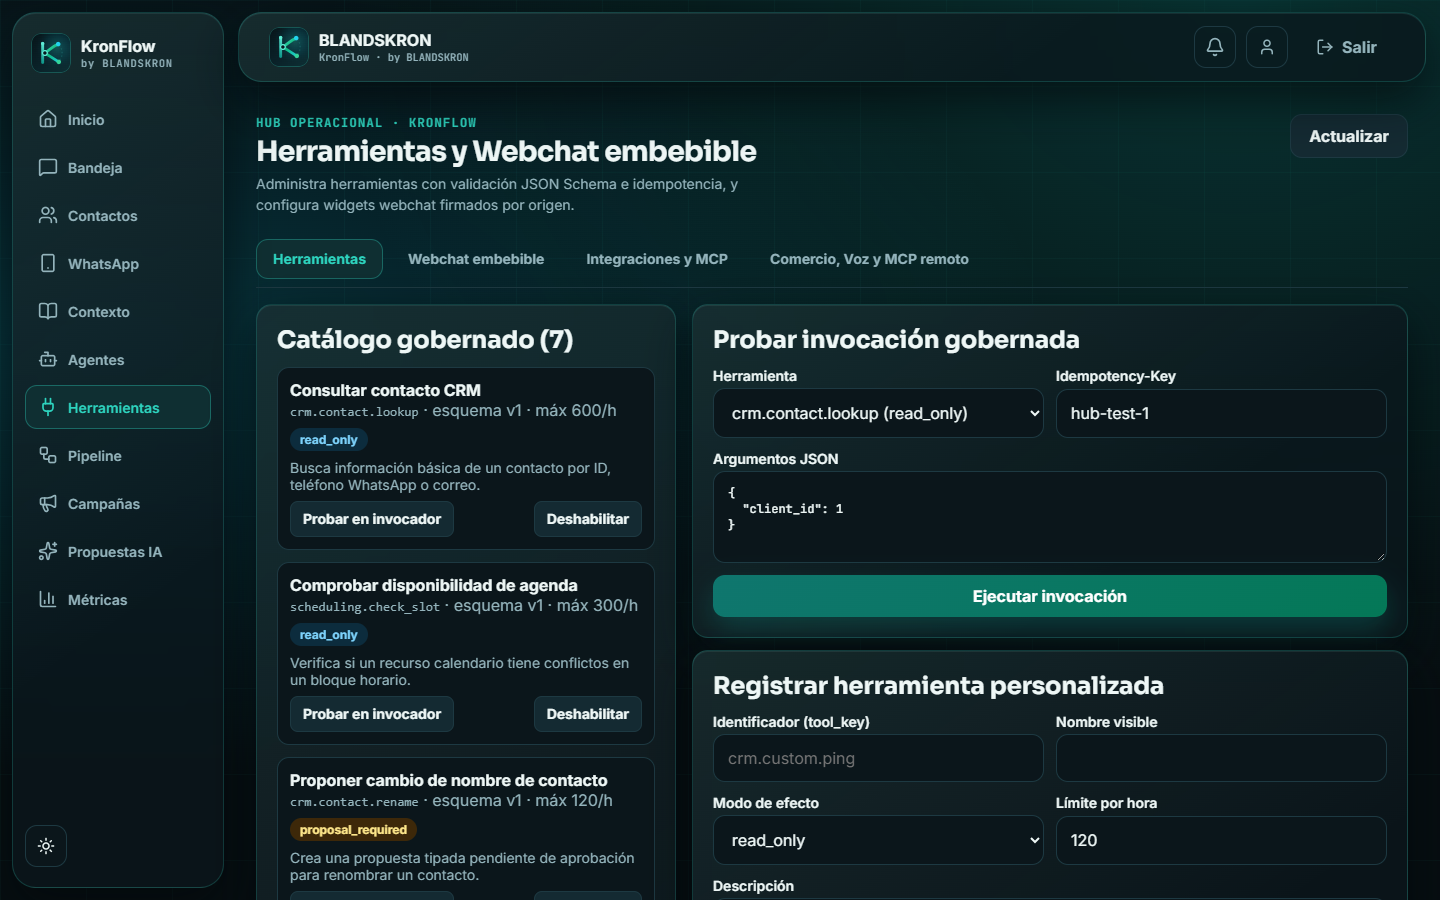 KronFlow
by BLANDSKRON
Inicio
Bandeja
Contactos
WhatsApp
Contexto
Agentes
Herramientas
Pipeline
Campañas
Propuestas IA
Métricas
BLANDSKRON
KronFlow · by BLANDSKRON
Salir
HUB OPERACIONAL · KRONFLOW
Herramientas y Webchat embebible
Administra herramientas con validación JSON Schema e idempotencia, y
configura widgets webchat firmados por origen.
Actualizar
Herramientas
Webchat embebible
Integraciones y MCP
Comercio, Voz y MCP remoto
Catálogo gobernado (7)
Consultar contacto CRM
crm.contact.lookup · esquema v1 · máx 600/h
read_only
Busca información básica de un contacto por ID,
teléfono WhatsApp o correo.
Probar en invocador
Deshabilitar
Comprobar disponibilidad de agenda
scheduling.check_slot · esquema v1 · máx 300/h
read_only
Verifica si un recurso calendario tiene conflictos en
un bloque horario.
Probar en invocador
Deshabilitar
Proponer cambio de nombre de contacto
crm.contact.rename · esquema v1 · máx 120/h
proposal_required
Crea una propuesta tipada pendiente de aprobación
para renombrar un contacto.
Probar invocación gobernada
Herramienta
Idempotency-Key
crm.contact.lookup (read_only)
hub-test-1
Argumentos JSON
{
"client_id": 1
}
Ejecutar invocación
Registrar herramienta personalizada
Identificador (tool_key)
Nombre visible
crm.custom.ping
Modo de efecto
Límite por hora
read_only
120
Descripción